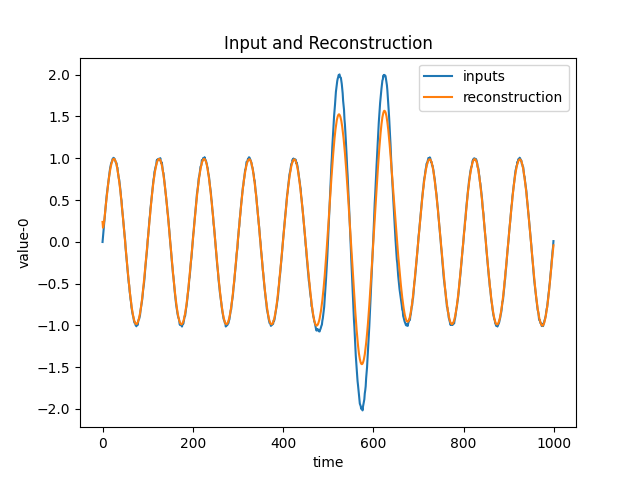 Input and Reconstruction
inputs
reconstruction
2.0
1.5
1.0
0.5
0.0
−0.5
−1.0
−1.5
−2.0
value-0
0 200 400 600 800 1000
time